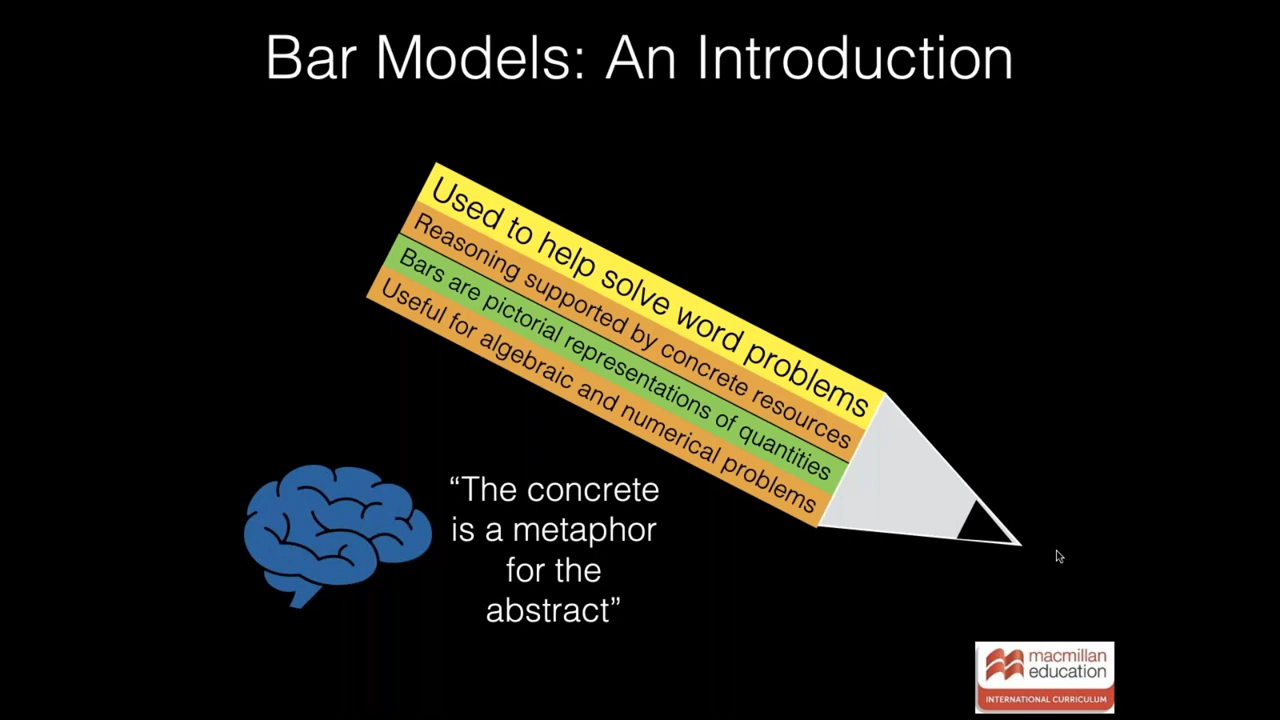 Bar Models: An Introduction
Used to help solve word problems
Reasoning supported by concrete resources
Bars are pictorial representations of quantities
Useful for algebraic and numerical problems
“The concrete
is a metaphor
for the
abstract”
macmillan
education
INTERNATIONAL CURRICULUM